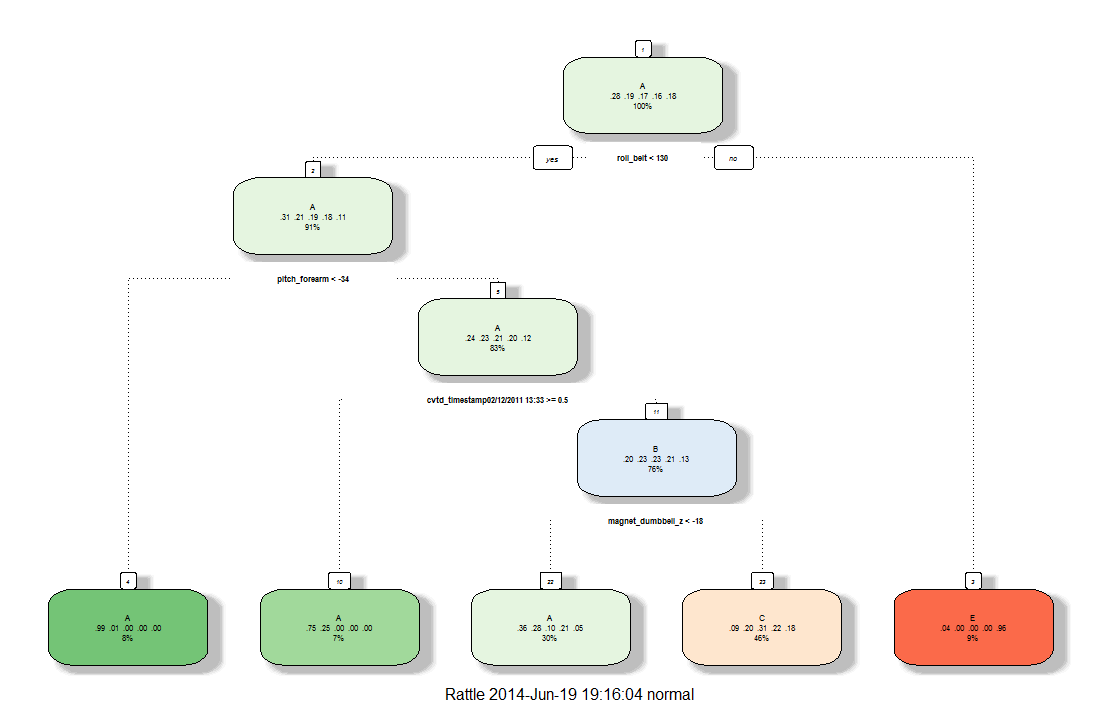 1
A
.28 .19 .17 .16 .18
100%
yes roll_belt < 130 no
2
A
.31 .21 .19 .18 .11
91%
pitch_forearm < -34
5
A
.24 .23 .21 .20 .12
83%
cvtd_timestamp02/12/2011 13:33 >= 0.5
11
B
.20 .23 .23 .21 .13
76%
magnet_dumbbell_z < -18
4
A
.99 .01 .00 .00 .00
8%
10
A
.75 .25 .00 .00 .00
7%
22
A
.36 .28 .10 .21 .05
30%
23
C
.09 .20 .31 .22 .18
46%
3
E
.04 .00 .00 .00 .96
9%
Rattle 2014-Jun-19 19:16:04 normal